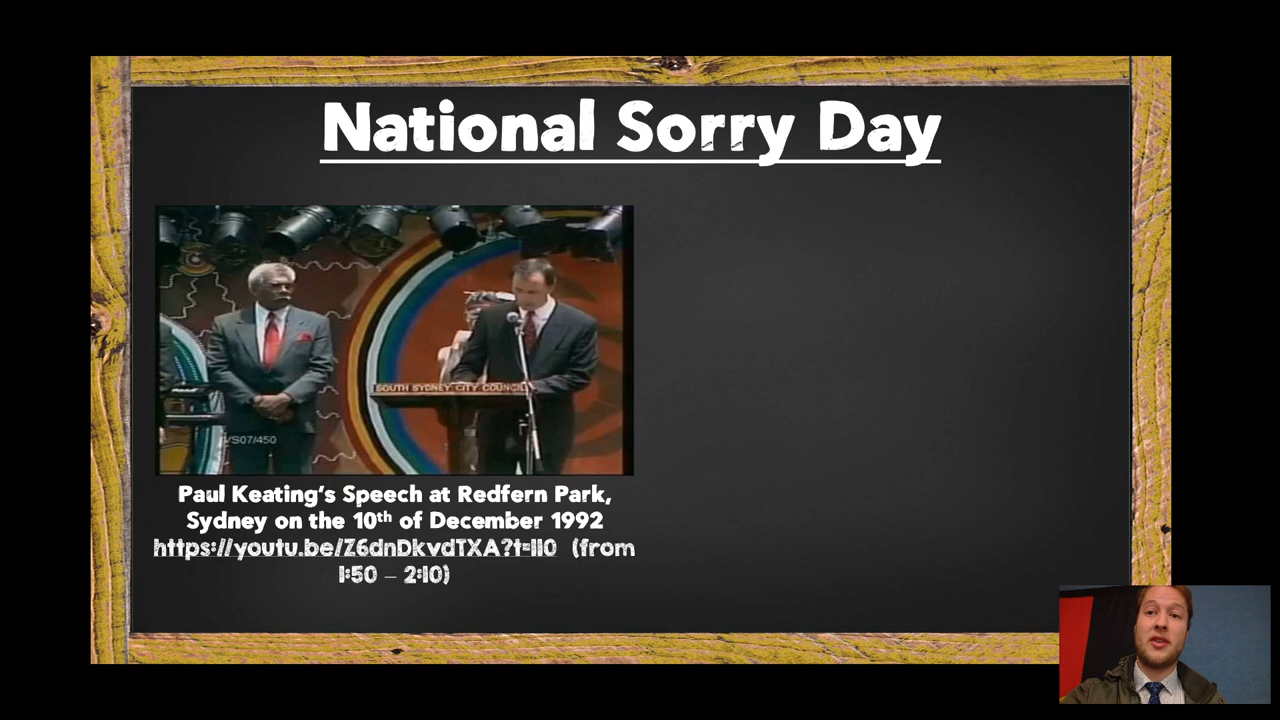 National Sorry Day
SOUTH SYDNEY CITY COUNCIL
VS07/450
Paul Keating's Speech at Redfern Park,
Sydney on the 10th of December 1992
https://youtu.be/Z6dnDkvdTXA?t=110 (from
1:50 – 2:10)